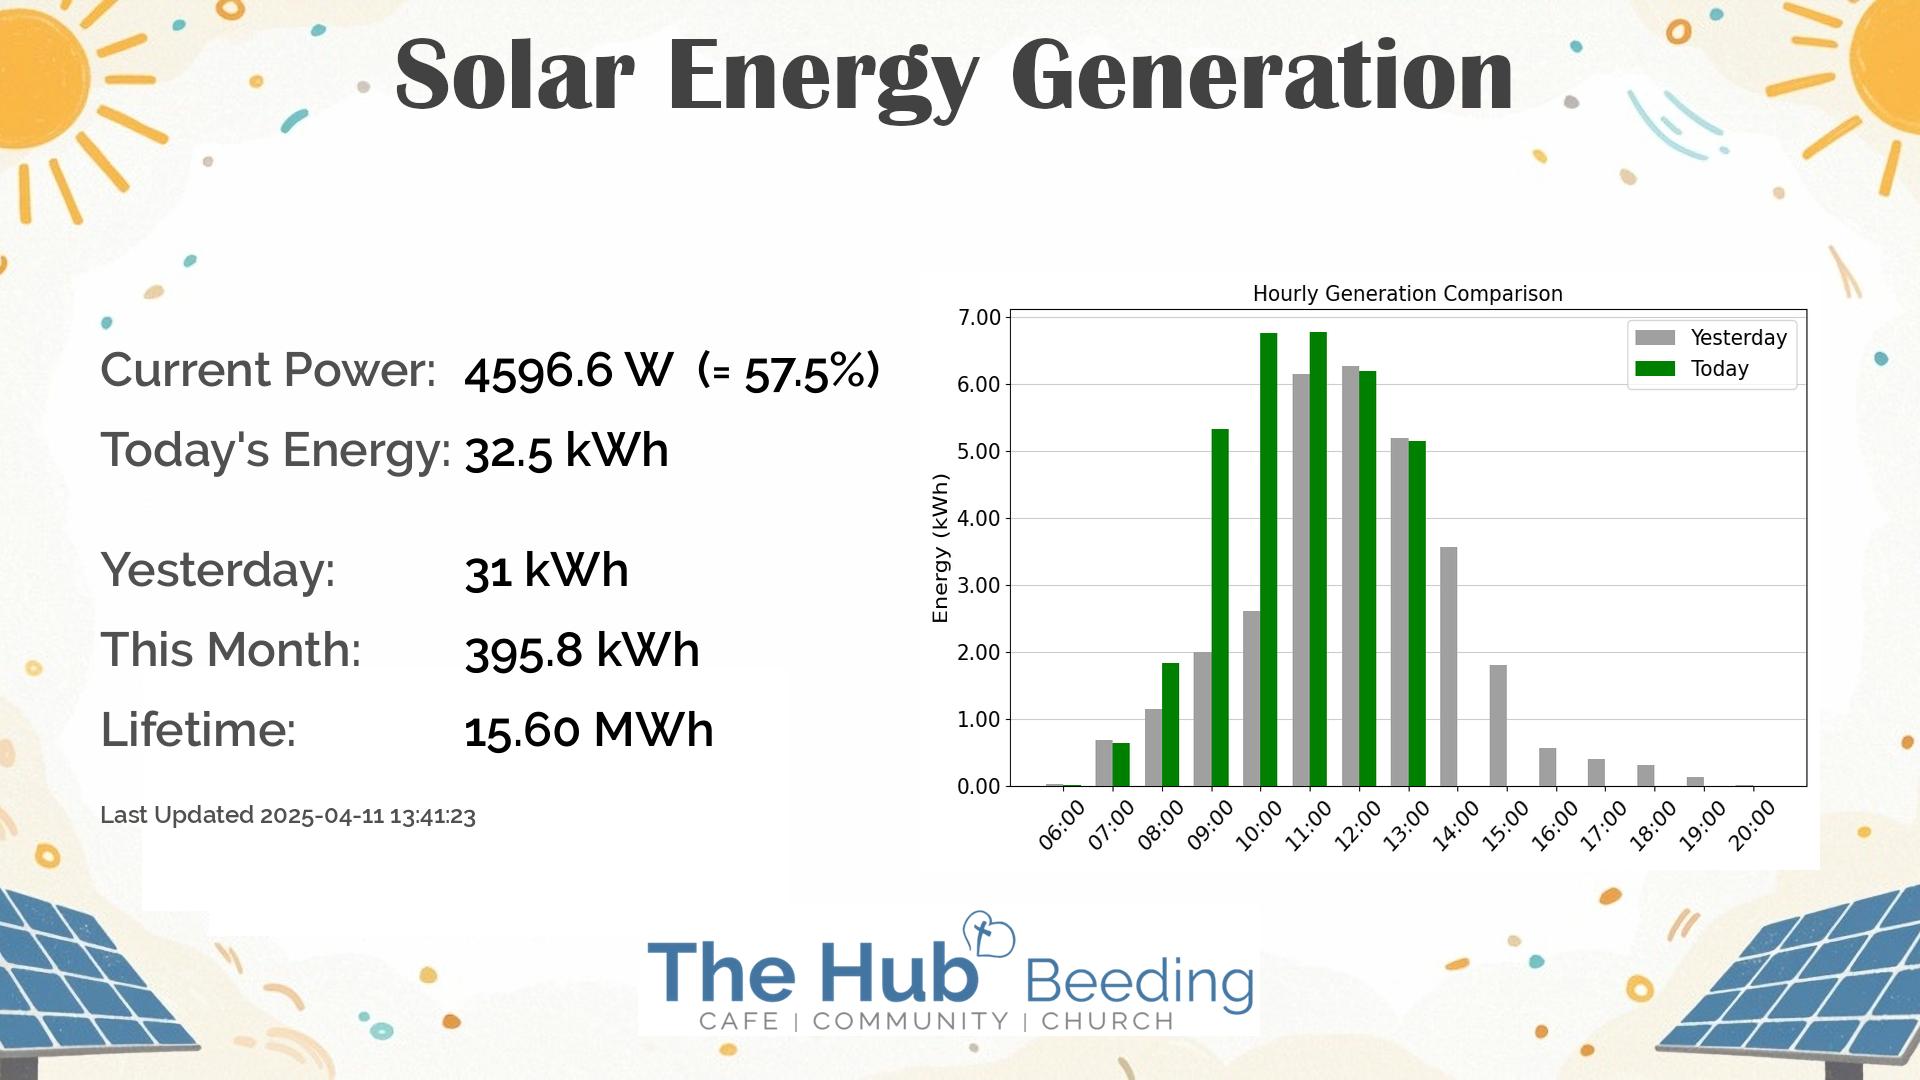 Solar Energy Generation
Current Power: 4596.6 W (= 57.5%)
Today's Energy: 32.5 kWh
Yesterday: 31 kWh
This Month: 395.8 kWh
Lifetime: 15.60 MWh
Last Updated 2025-04-11 13:41:23
Hourly Generation Comparison
Yesterday
Today
Energy (kWh)
7.00
6.00
5.00
4.00
3.00
2.00
1.00
0.00
06:00 07:00 08:00 09:00 10:00 11:00 12:00 13:00 14:00 15:00 16:00 17:00 18:00 19:00 20:00
The Hub Beeding
CAFE | COMMUNITY | CHURCH